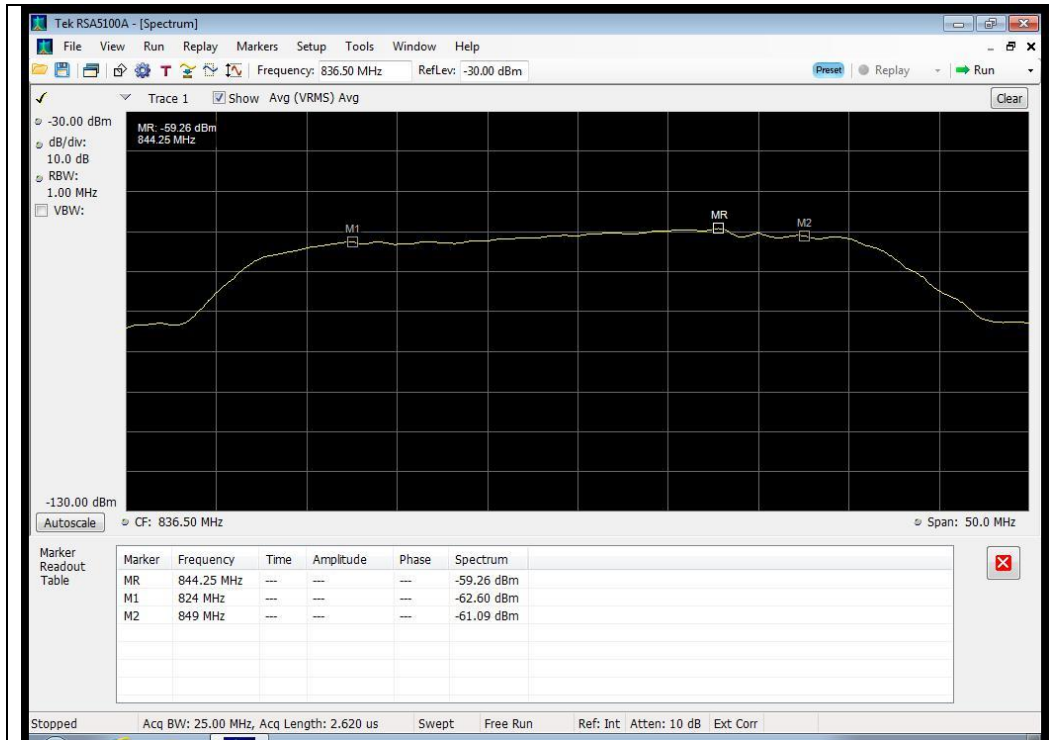 Tek RSA5100A - [Spectrum]
File View Run Replay Markers Setup Tools Window Help
T Frequency: 836.50 MHz RefLev: -30.00 dBm Preset Replay Run
Trace 1 Show Avg (VRMS) Avg Clear
-30.00 dBm
dB/div:
10.0 dB
RBW:
1.00 MHz
VBW:
MR: -59.26 dBm
844.25 MHz
M1
MR
M2
-130.00 dBm
Autoscale CF: 836.50 MHz Span: 50.0 MHz
Marker
Readout
Table
Marker Frequency Time Amplitude Phase Spectrum
MR 844.25 MHz --- --- --- -59.26 dBm
M1 824 MHz --- --- --- -62.60 dBm
M2 849 MHz --- --- --- -61.09 dBm
Stopped Acq BW: 25.00 MHz, Acq Length: 2.620 us Swept Free Run Ref: Int Atten: 10 dB Ext Corr